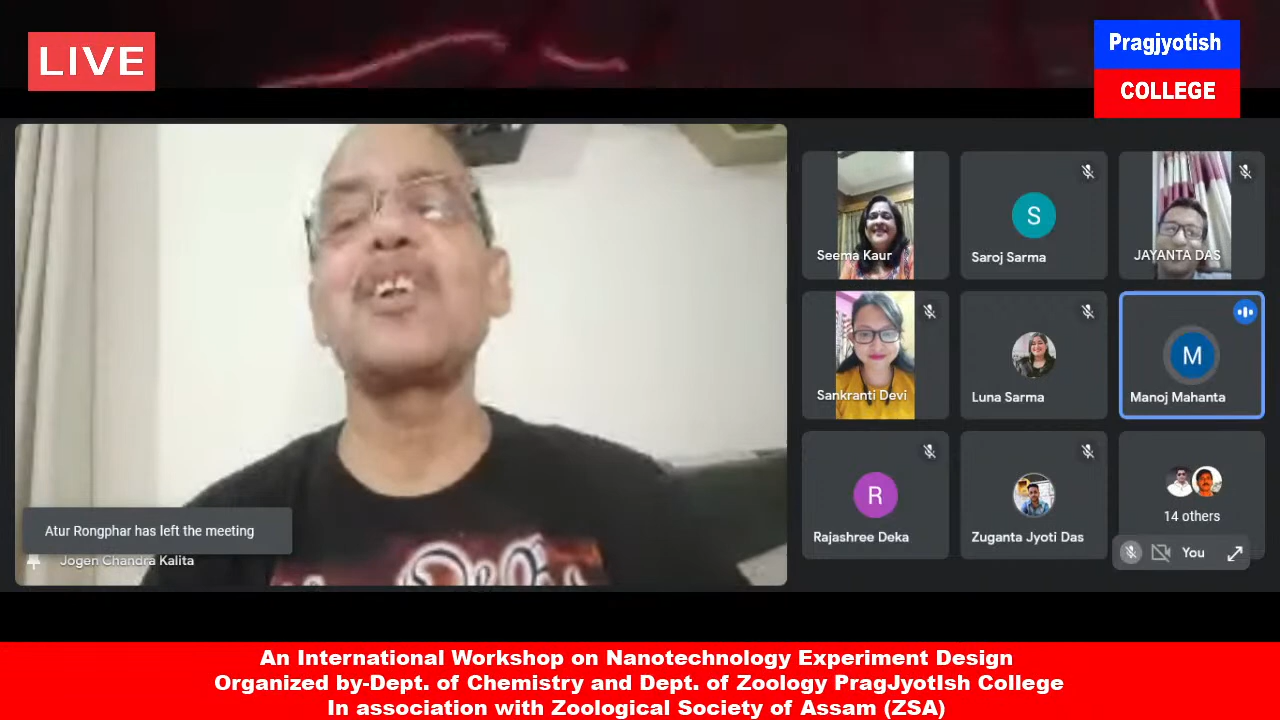 LIVE
Pragjyotish
COLLEGE
Seema Kaur
S
Saroj Sarma
JAYANTA DAS
Sankranti Devi
Luna Sarma
M
Manoj Mahanta
R
Rajashree Deka
Zuganta Jyoti Das
14 others
You
Atur Rongphar has left the meeting
Jogen Chandra Kalita
An International Workshop on Nanotechnology Experiment Design
Organized by-Dept. of Chemistry and Dept. of Zoology PragJyotIsh College
In association with Zoological Society of Assam (ZSA)